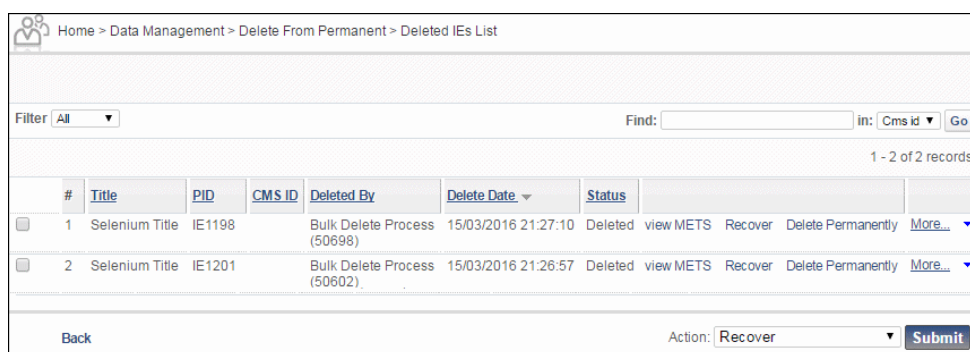 Home > Data Management > Delete From Permanent > Deleted IEs List
Filter All Find: in: Cms id Go
1 - 2 of 2 records
# Title PID CMS ID Deleted By Delete Date Status
1 Selenium Title IE1198 Bulk Delete Process (50698) 15/03/2016 21:27:10 Deleted view METS Recover Delete Permanently More...
2 Selenium Title IE1201 Bulk Delete Process (50602) 15/03/2016 21:26:57 Deleted view METS Recover Delete Permanently More...
Back Action: Recover Submit